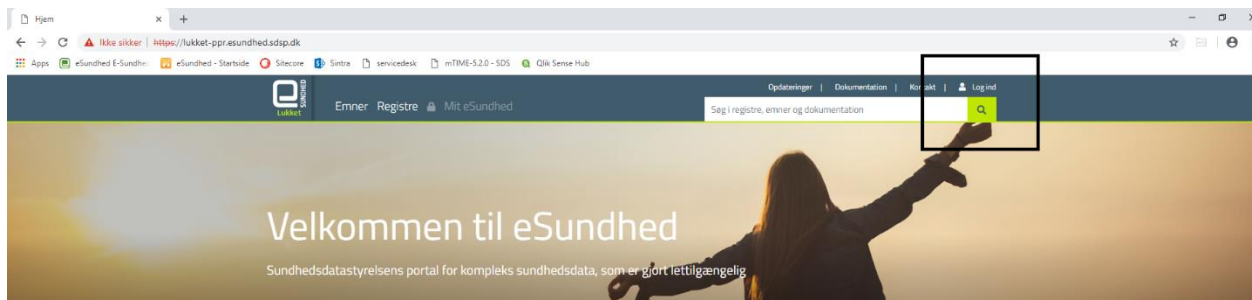 Hjem
Ikke sikker | https://lukket-ppr.esundhed.sdsp.dk
Apps eSundhed E-Sundhe: eSundhed - Startside Sitecore Sintra servicedesk mTIME-5.2.0 - SDS Qlik Sense Hub
Opdateringer | Dokumentation | Kontakt | Log ind
SUNDHED
Lukket
Emner Registre Mit eSundhed
Søg i registre, emner og dokumentation
Velkommen til eSundhed
Sundhedsdatastyrelsens portal for kompleks sundhedsdata, som er gjort lettilgængelig